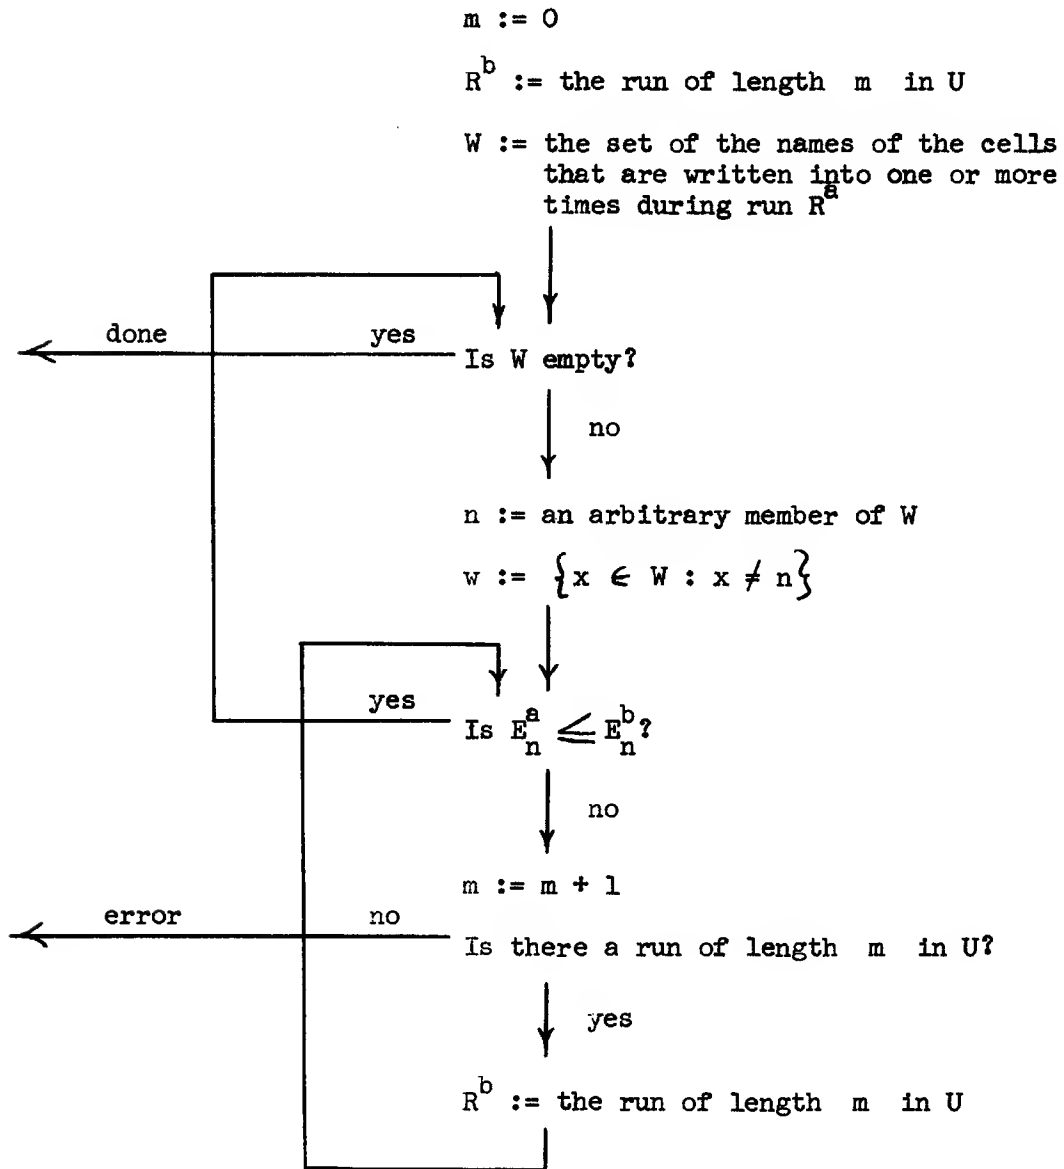 m := 0
R^b := the run of length m in U
W := the set of the names of the cells
that are written into one or more
times during run R^a
done
yes
Is W empty?
no
n := an arbitrary member of W
w := {x ∈ W : x ≠ n}
yes
Is E_n^a ≦ E_n^b?
no
m := m + 1
error
no
Is there a run of length m in U?
yes
R^b := the run of length m in U